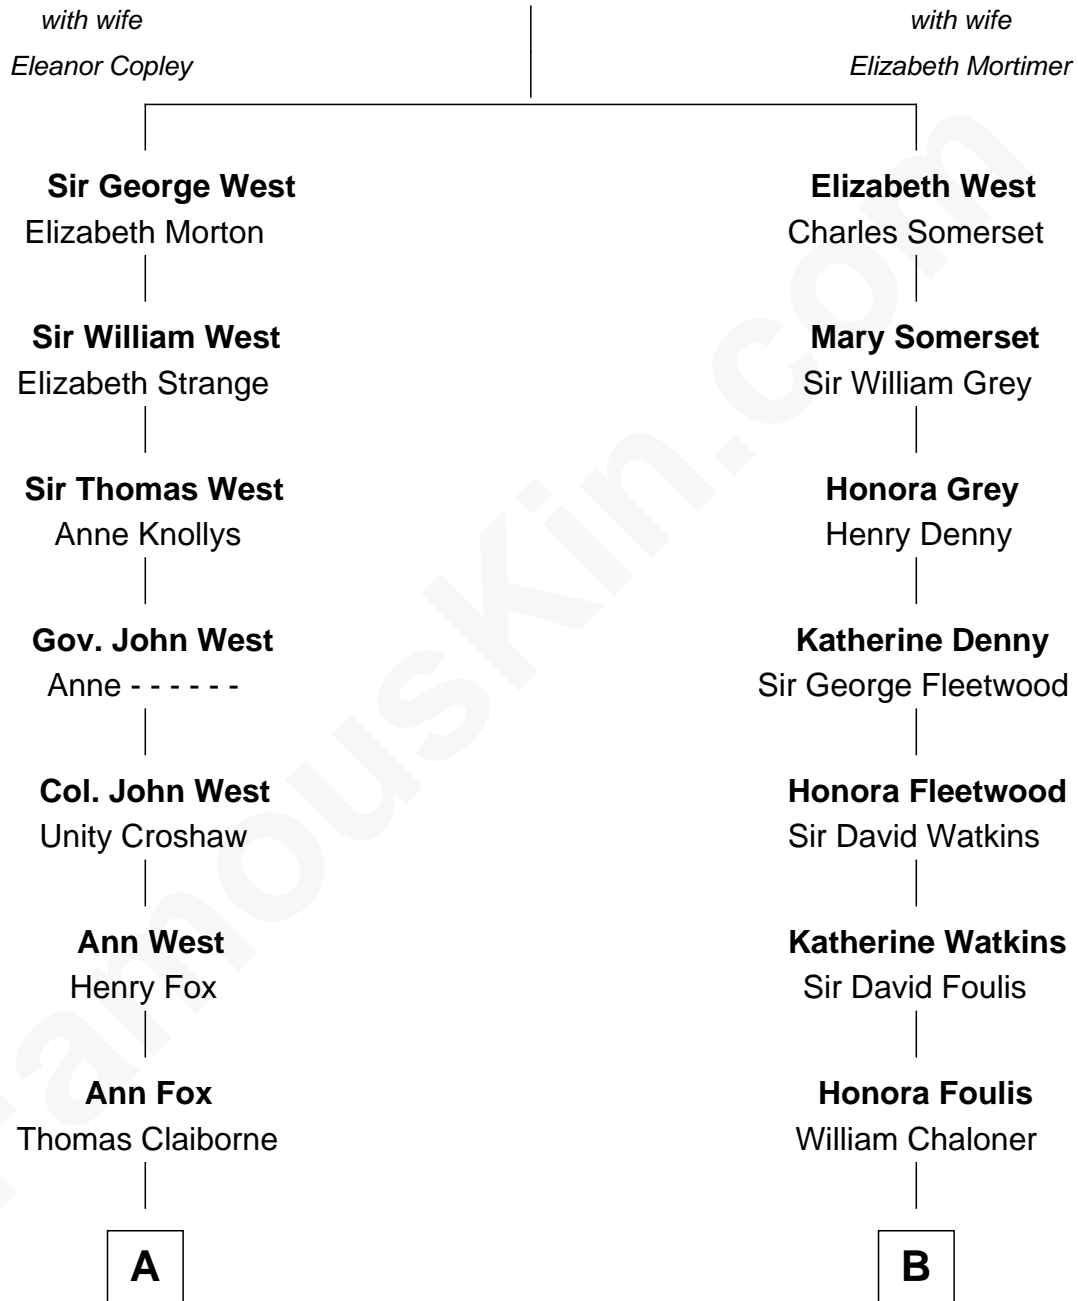 with wife
Eleanor Copley
with wife
Elizabeth Mortimer
Sir George West
Elizabeth Morton
Elizabeth West
Charles Somerset
Sir William West
Elizabeth Strange
Mary Somerset
Sir William Grey
Sir Thomas West
Anne Knollys
Honora Grey
Henry Denny
Gov. John West
Anne - - - - - -
Katherine Denny
Sir George Fleetwood
Col. John West
Unity Croshaw
Honora Fleetwood
Sir David Watkins
Ann West
Henry Fox
Katherine Watkins
Sir David Foulis
Ann Fox
Thomas Claiborne
Honora Foulis
William Chaloner
A
B
FamousKin.com